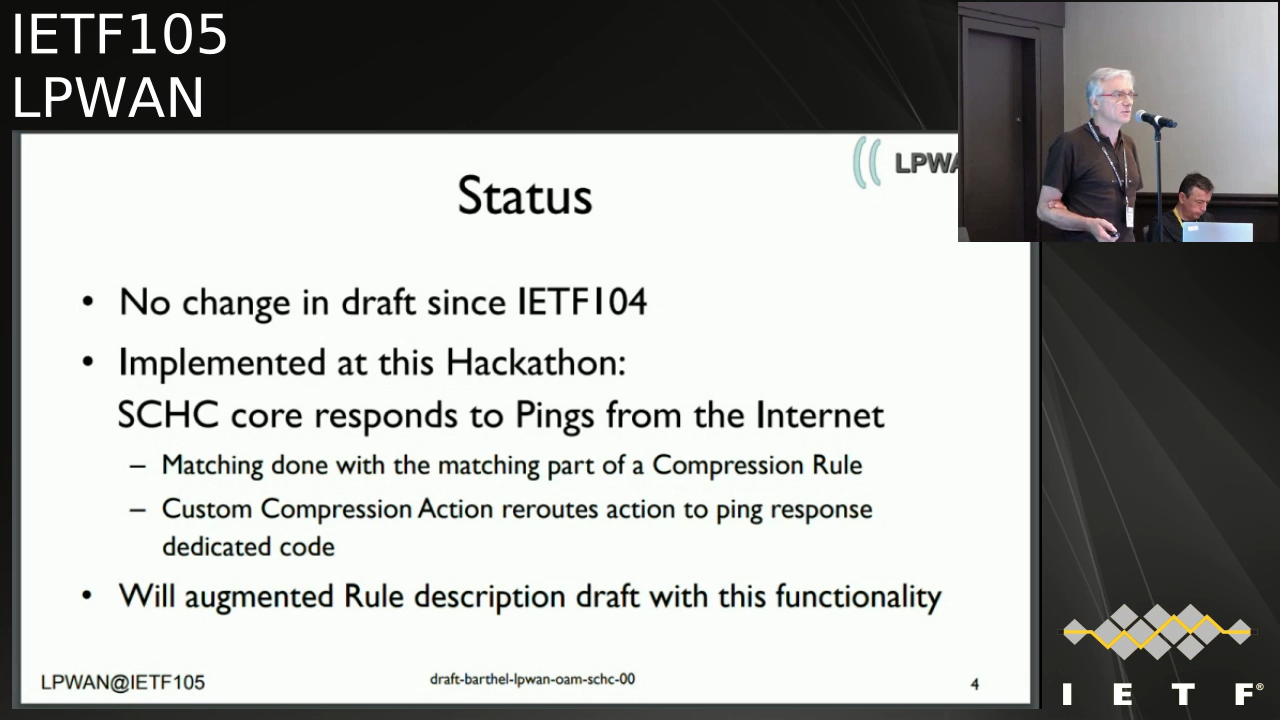 IETF105
LPWAN
LPWA
Status
• No change in draft since IETF104
• Implemented at this Hackathon:
SCHC core responds to Pings from the Internet
– Matching done with the matching part of a Compression Rule
– Custom Compression Action reroutes action to ping response
dedicated code
• Will augmented Rule description draft with this functionality
LPWAN@IETF105
draft-barthel-lpwan-oam-schc-00
4
I E T F®